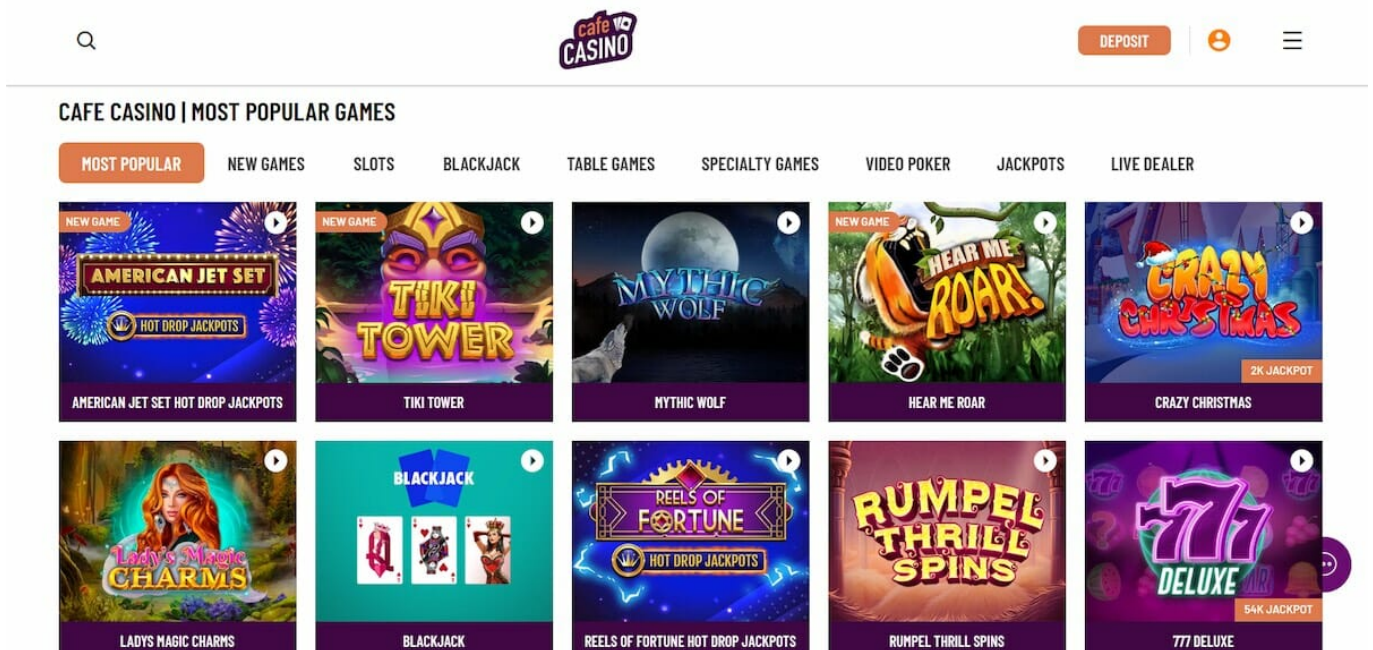 cafe
CASINO
DEPOSIT
CAFE CASINO | MOST POPULAR GAMES
MOST POPULAR
NEW GAMES
SLOTS
BLACKJACK
TABLE GAMES
SPECIALTY GAMES
VIDEO POKER
JACKPOTS
LIVE DEALER
NEW GAME
AMERICAN JET SET
HOT DROP JACKPOTS
AMERICAN JET SET HOT DROP JACKPOTS
NEW GAME
TIKI
TOWER
TIKI TOWER
MYTHIC
WOLF
MYTHIC WOLF
NEW GAME
HEAR ME
ROAR!
HEAR ME ROAR
CRAZY
CHRISTMAS
2K JACKPOT
CRAZY CHRISTMAS
Lady's Magic
CHARMS
LADYS MAGIC CHARMS
BLACKJACK
BLACKJACK
REELS OF
FORTUNE
HOT DROP JACKPOTS
REELS OF FORTUNE HOT DROP JACKPOTS
RUMPEL
THRILL
SPINS
RUMPEL THRILL SPINS
777
DELUXE
54K JACKPOT
777 DELUXE